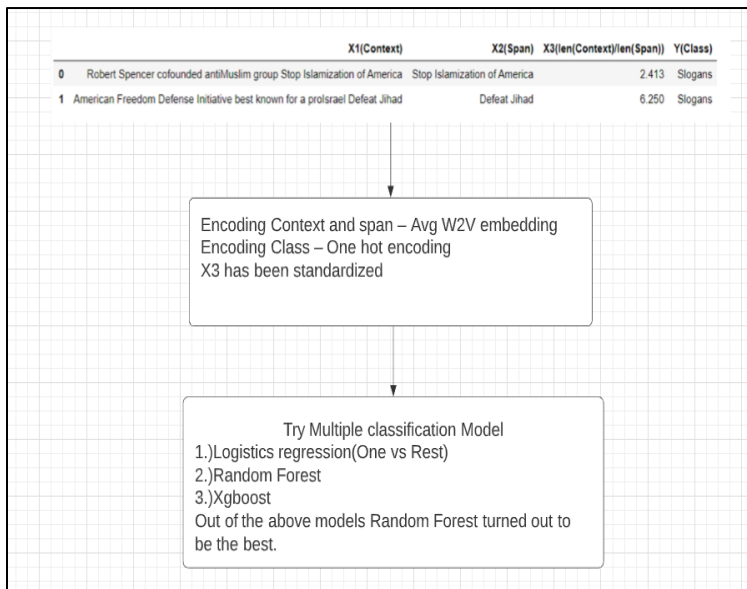 X1(Context) X2(Span) X3(len(Context)/len(Span)) Y(Class)
0 Robert Spencer cofounded antiMuslim group Stop Islamization of America Stop Islamization of America 2.413 Slogans
1 American Freedom Defense Initiative best known for a proIsrael Defeat Jihad Defeat Jihad 6.250 Slogans
Encoding Context and span – Avg W2V embedding
Encoding Class – One hot encoding
X3 has been standardized
Try Multiple classification Model
1.)Logistics regression(One vs Rest)
2.)Random Forest
3.)Xgboost
Out of the above models Random Forest turned out to
be the best.